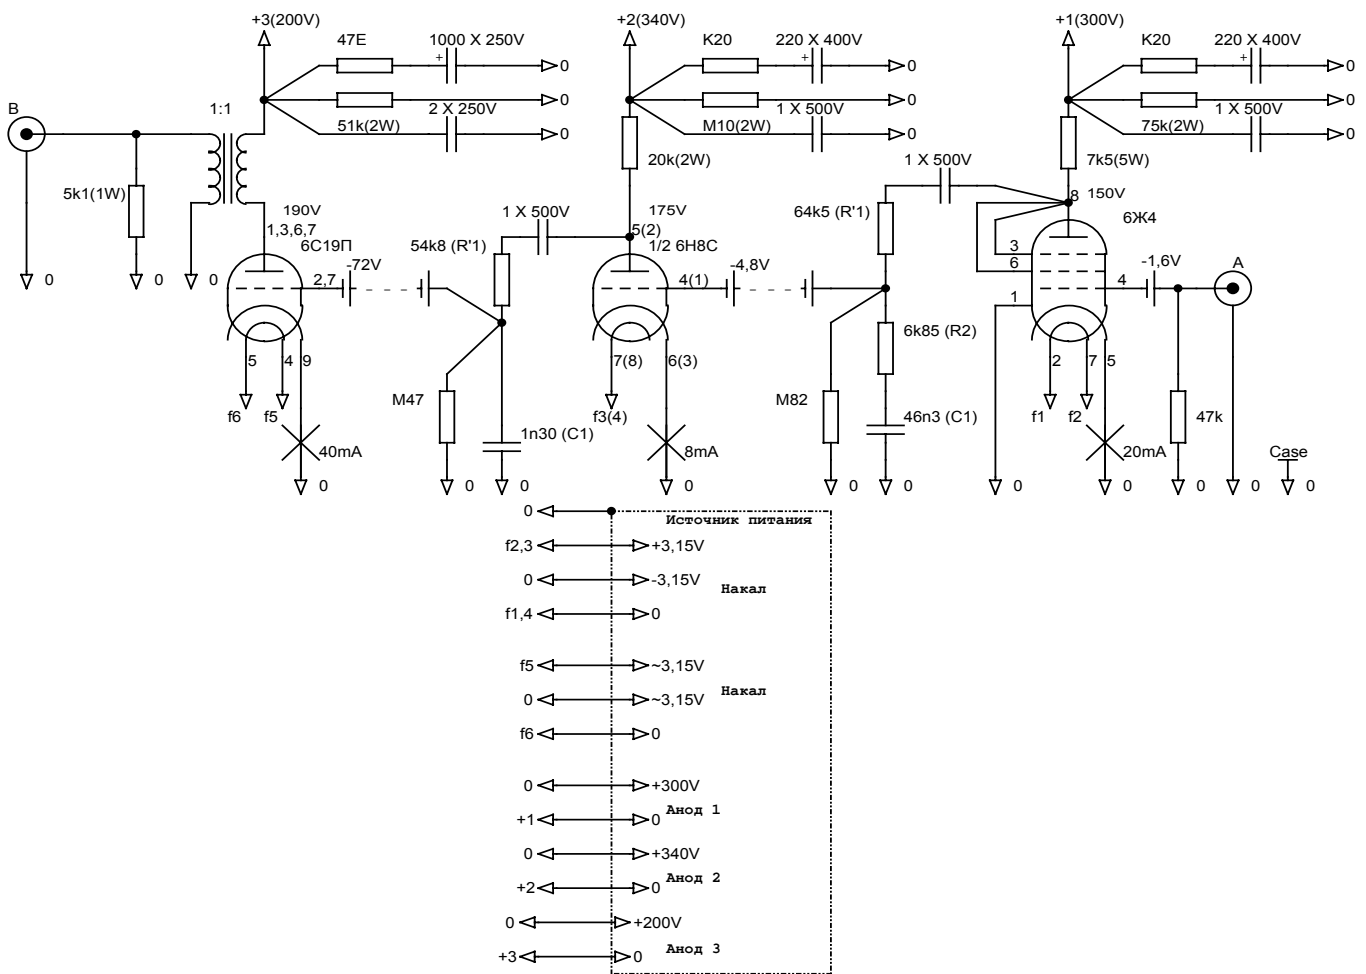 +3(200V)
+2(340V)
+1(300V)
47E
1000 X 250V
K20
220 X 400V
K20
220 X 400V
+
+
+
0
0
0
B
1:1
0
0
0
2 X 250V
1 X 500V
1 X 500V
51k(2W)
0
M10(2W)
0
75k(2W)
0
20k(2W)
1 X 500V
7k5(5W)
5k1(1W)
190V
1 X 500V
175V
64k5 (R'1)
8
150V
1,3,6,7
6С19П
54k8 (R'1)
5(2)
1/2 6Н8С
6Ж4
3
-72V
-4,8V
6
-1,6V
A
0
0
2,7
4(1)
4
1
6k85 (R2)
5
4
9
7(8)
6(3)
2
7
5
f6
f5
M47
f3(4)
M82
f1
f2
47k
1n30 (C1)
46n3 (C1)
40mA
8mA
20mA
Case
0
0
0
0
0
0
0
0
0
0
0
0
Источник питания
f2,3
+3,15V
0
-3,15V
Накал
f1,4
0
f5
~3,15V
0
~3,15V
Накал
f6
0
0
+300V
Анод 1
+1
0
0
+340V
Анод 2
+2
0
0
+200V
Анод 3
+3
0